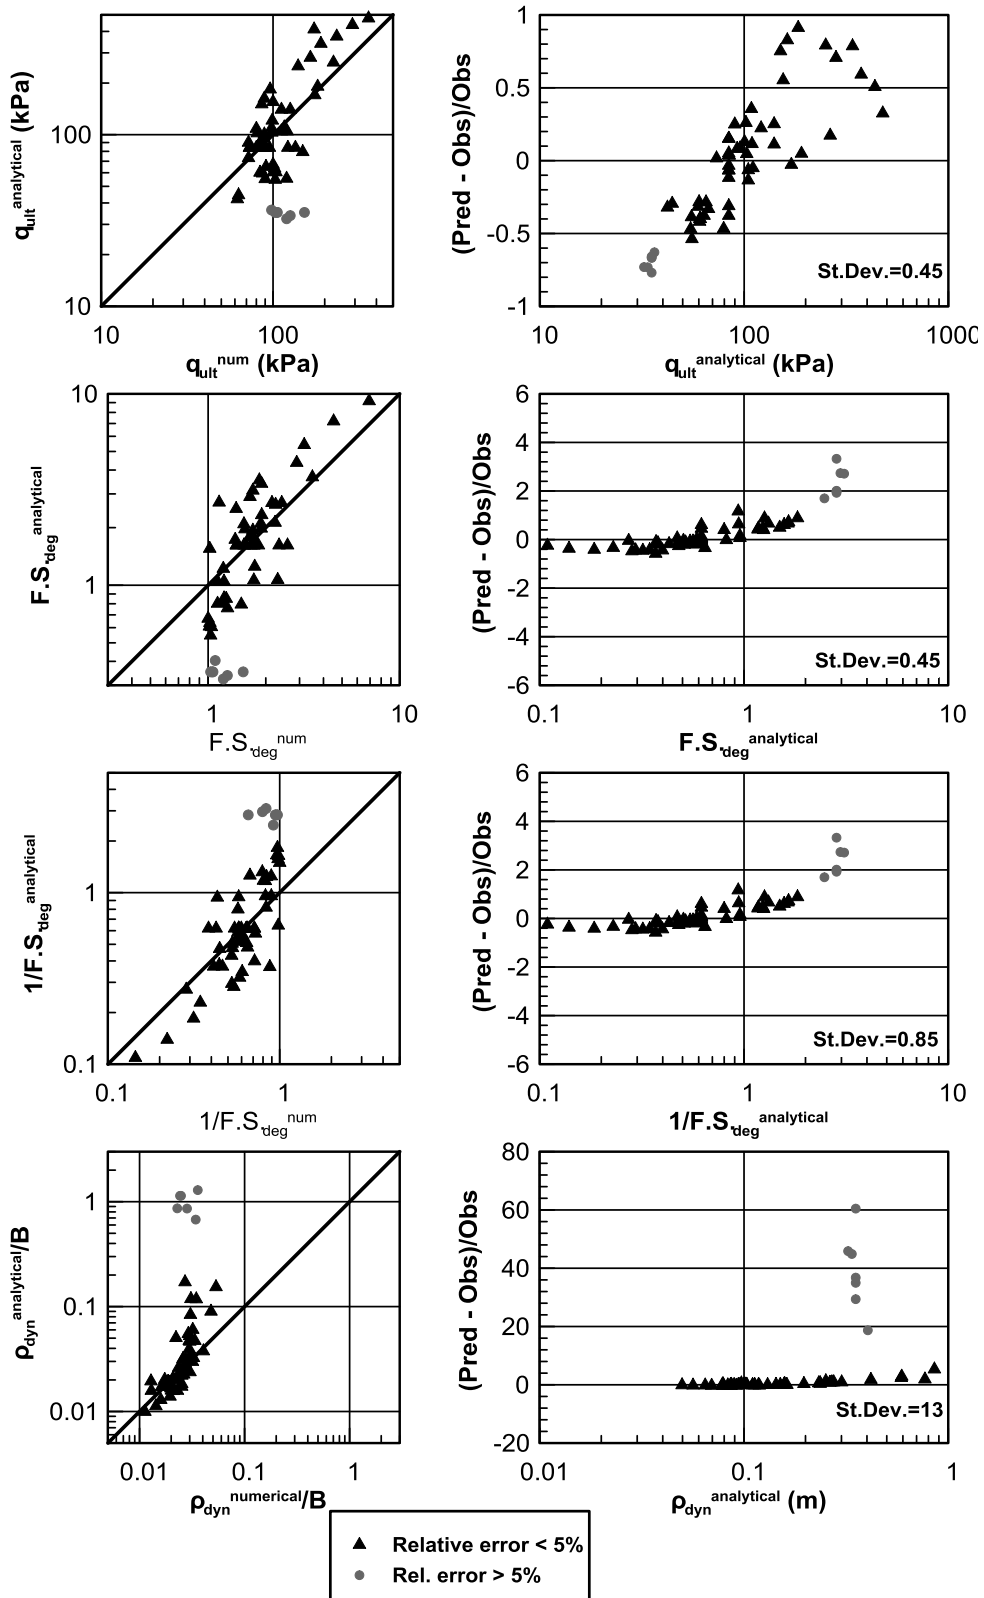 q_ult^analytical (kPa)
100
10
10
100
q_ult^num (kPa)
(Pred - Obs)/Obs
1
0.5
0
-0.5
-1
St.Dev.=0.45
10
100
1000
q_ult^analytical (kPa)
F.S._deg^analytical
10
1
1
10
F.S._deg^num
(Pred - Obs)/Obs
6
4
2
0
-2
-4
-6
St.Dev.=0.45
0.1
1
10
F.S._deg^analytical
1/F.S._deg^analytical
1
0.1
0.1
1
1/F.S._deg^num
(Pred - Obs)/Obs
6
4
2
0
-2
-4
-6
St.Dev.=0.85
0.1
1
10
1/F.S._deg^analytical
ρ_dyn^analytical/B
1
0.1
0.01
0.01
0.1
1
ρ_dyn^numerical/B
(Pred - Obs)/Obs
80
60
40
20
0
-20
St.Dev.=13
0.01
0.1
1
ρ_dyn^analytical (m)
Relative error < 5%
Rel. error > 5%